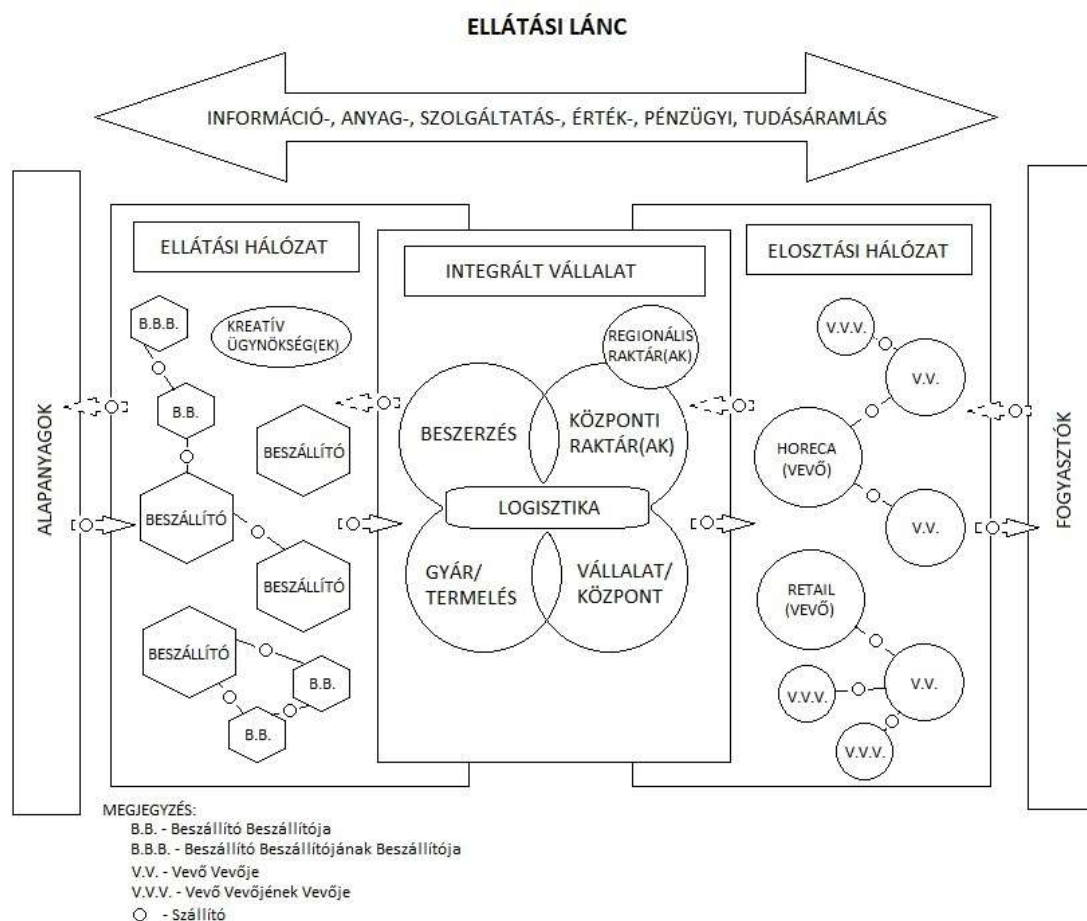 ELLÁTÁSI LÁNC
INFORMÁCIÓ-, ANYAG-, SZOLGÁLTATÁS-, ÉRTÉK-, PÉNZÜGYI, TUDÁSÁRAMLÁS
ALAPANYAGOK
ELLÁTÁSI HÁLÓZAT
B.B.B.
KREATÍV
ÜGYNÖKSÉG(EK)
B.B.
BESZÁLLÍTÓ
BESZÁLLÍTÓ
BESZÁLLÍTÓ
BESZÁLLÍTÓ
B.B.
B.B.
INTEGRÁLT VÁLLALAT
REGIONÁLIS
RAKTÁR(AK)
BESZERZÉS
KÖZPONTI
RAKTÁR(AK)
LOGISZTIKA
GYÁR/
TERMELÉS
VÁLLALAT/
KÖZPONT
ELOSZTÁSI HÁLÓZAT
V.V.V.
V.V.
HORECA
(VEVŐ)
V.V.
RETAIL
(VEVŐ)
V.V.
V.V.V.
V.V.V.
FOGYASZTÓK
MEGJEGYZÉS:
B.B. - Beszállító Beszállítója
B.B.B. - Beszállító Beszállítójának Beszállítója
V.V. - Vevő Vevője
V.V.V. - Vevő Vevőjének Vevője
- Szállító